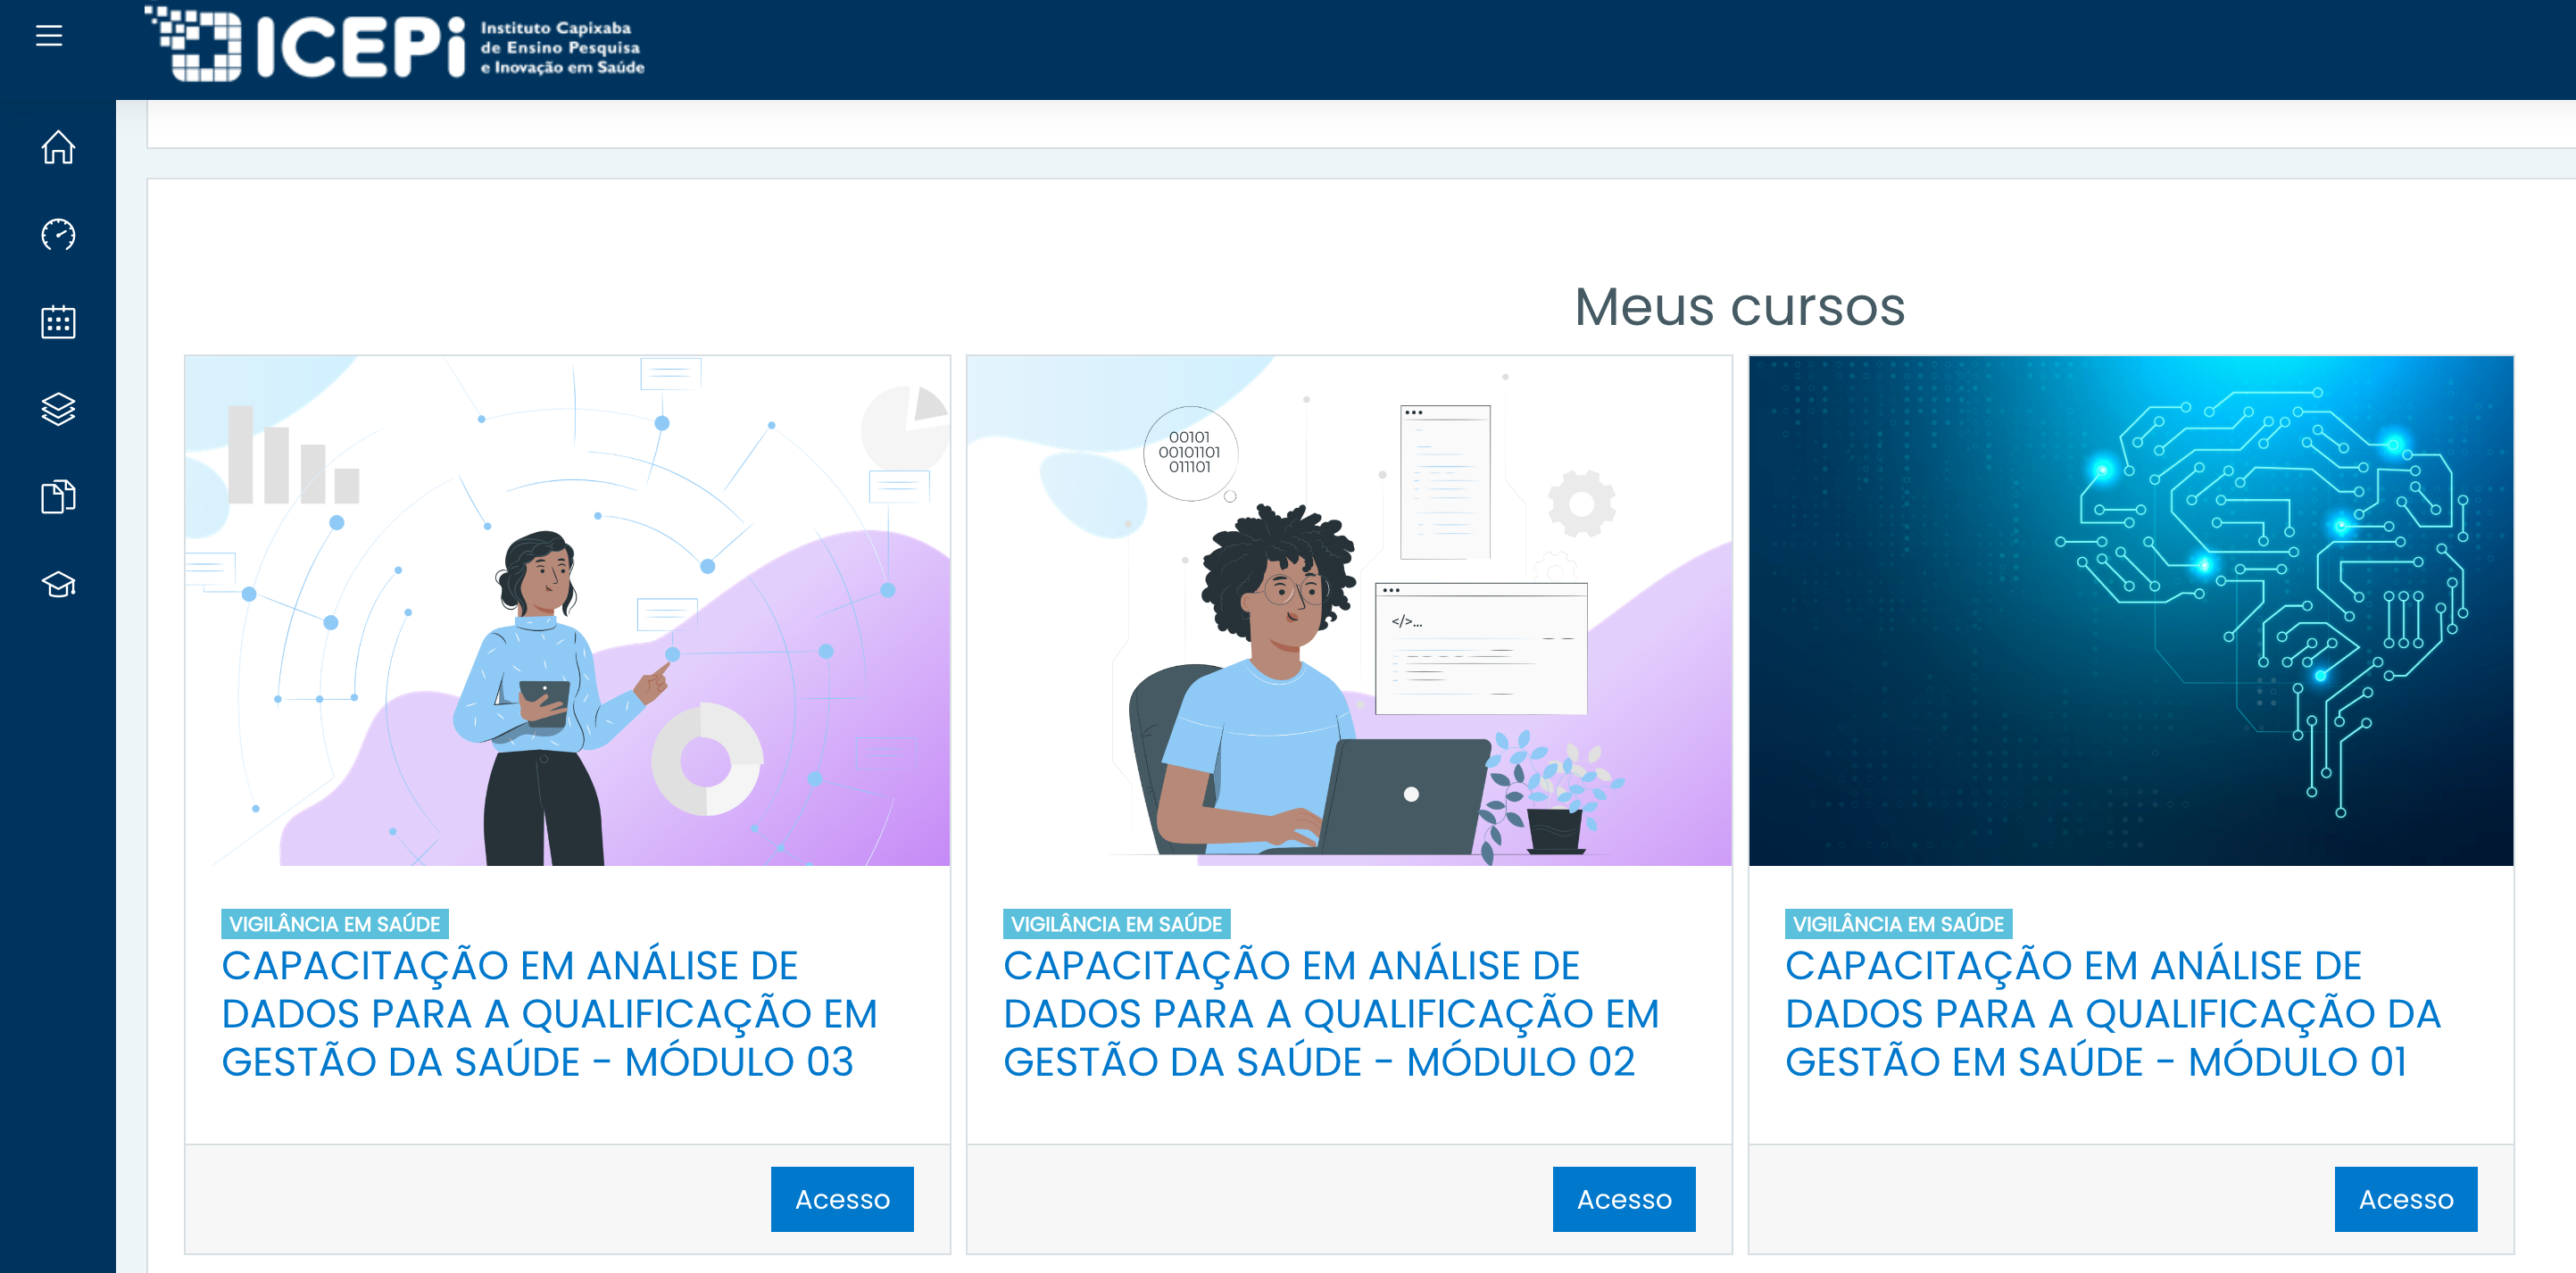 ICEPi
Instituto Capixaba
de Ensino Pesquisa
e Inovação em Saúde
Meus cursos
00101
00101101
011101
</>...
VIGILÂNCIA EM SAÚDE
CAPACITAÇÃO EM ANÁLISE DE
DADOS PARA A QUALIFICAÇÃO EM
GESTÃO DA SAÚDE - MÓDULO 03
Acesso
VIGILÂNCIA EM SAÚDE
CAPACITAÇÃO EM ANÁLISE DE
DADOS PARA A QUALIFICAÇÃO EM
GESTÃO DA SAÚDE - MÓDULO 02
Acesso
VIGILÂNCIA EM SAÚDE
CAPACITAÇÃO EM ANÁLISE DE
DADOS PARA A QUALIFICAÇÃO DA
GESTÃO EM SAÚDE - MÓDULO 01
Acesso